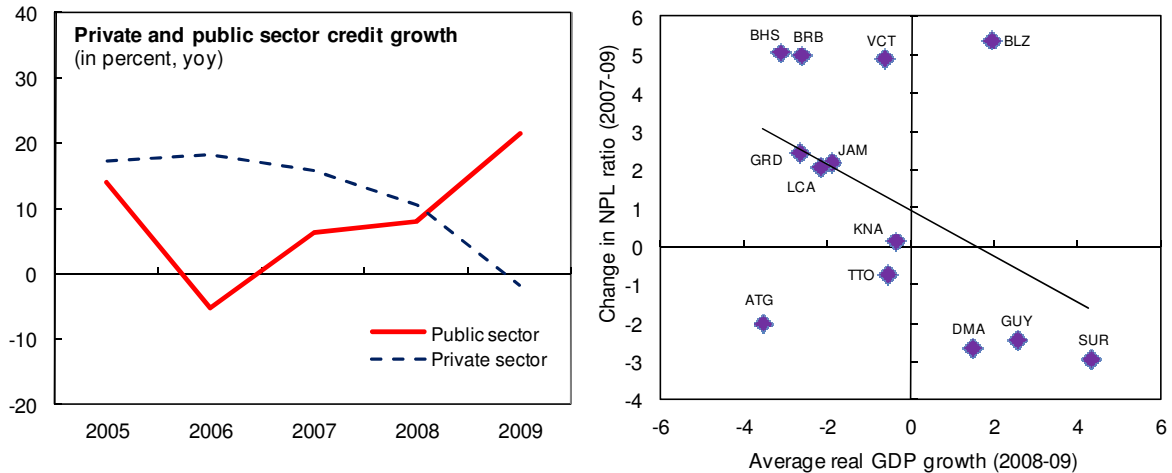 Private and public sector credit growth
(in percent, yoy)
40
30
20
10
0
-10
-20
Public sector
Private sector
2005 2006 2007 2008 2009
Change in NPL ratio (2007-09)
6
5
4
3
2
1
0
-1
-2
-3
-4
BHS BRB VCT BLZ
GRD JAM
LCA
KNA
TTO
ATG
DMA GUY SUR
-6 -4 -2 0 2 4 6
Average real GDP growth (2008-09)